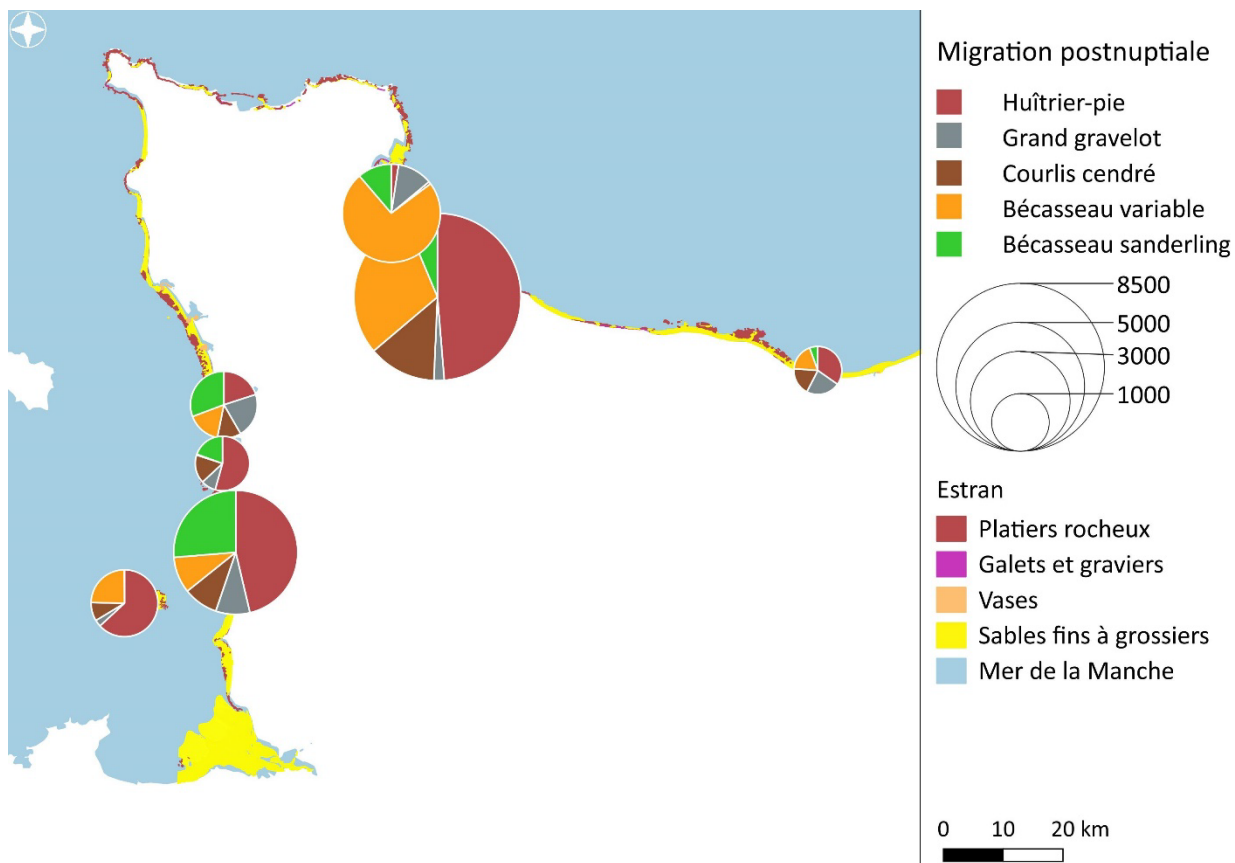 Migration postnuptiale
Huîtrier-pie
Grand gravelot
Courlis cendré
Bécasseau variable
Bécasseau sanderling
8500
5000
3000
1000
Estran
Platiers rocheux
Galets et graviers
Vases
Sables fins à grossiers
Mer de la Manche
0 10 20 km